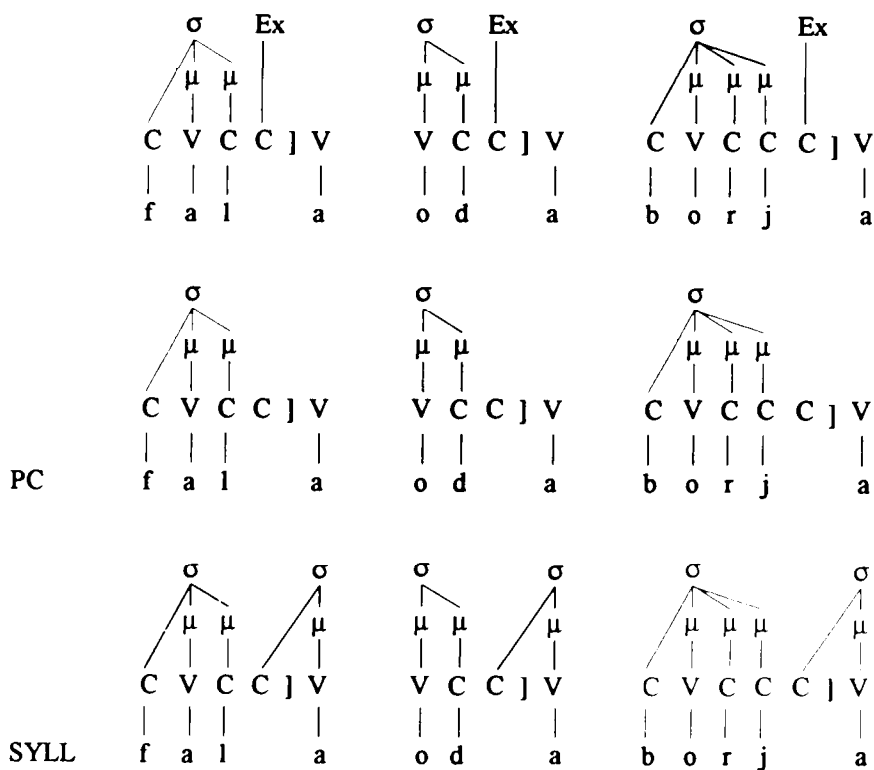 σ Ex σ Ex σ Ex
μ μ μ μ μ μ μ
C V C C ] V V C C ] V C V C C C ] V
f a l a o d a b o r j a
σ σ σ
μ μ μ μ μ μ μ
C V C C ] V V C C ] V C V C C C ] V
PC f a l a o d a b o r j a
σ σ σ σ σ σ
μ μ μ μ μ μ μ μ μ μ
C V C C ] V V C C ] V C V C C C ] V
SYLL f a l a o d a b o r j a